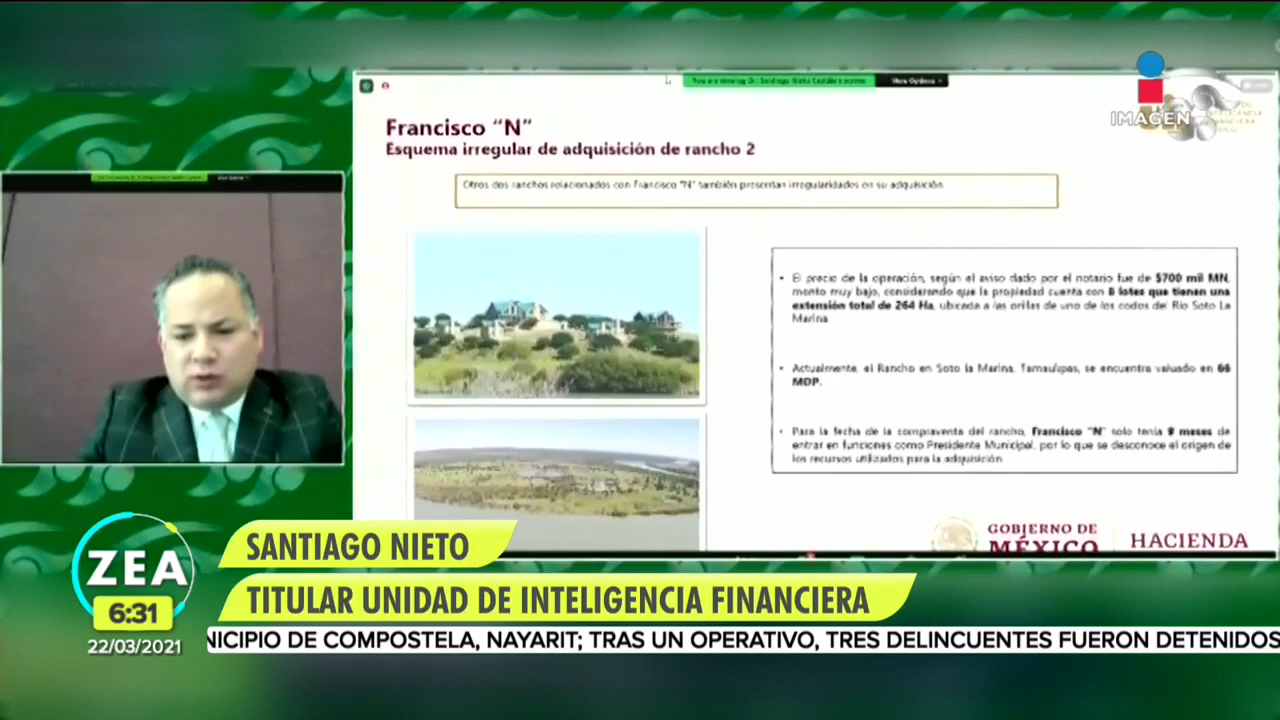 IMAGEN
Francisco "N"
Esquema irregular de adquisición de rancho 2
Otros dos ranchos relacionados con Francisco "N" también presentan irregularidades en su adquisición.
• El precio de la operación, según el aviso dado por el notario fue de $700 mil MN,
monto muy bajo, considerando que la propiedad cuenta con 8 lotes que tienen una
extensión total de 264 Ha, ubicada a las orillas de uno de los codos del Río Soto La
Marina.
• Actualmente, el Rancho en Soto la Marina, Tamaulipas, se encuentra valuado en 66
MDP.
• Para la fecha de la compraventa del rancho, Francisco "N" solo tenía 9 meses de
entrar en funciones como Presidente Municipal, por lo que se desconoce el origen de
los recursos utilizados para la adquisición
GOBIERNO DE
MÉXICO
HACIENDA
SANTIAGO NIETO
TITULAR UNIDAD DE INTELIGENCIA FINANCIERA
ZEA
6:31
22/03/2021
NICIPIO DE COMPOSTELA, NAYARIT; TRAS UN OPERATIVO, TRES DELINCUENTES FUERON DETENIDOS